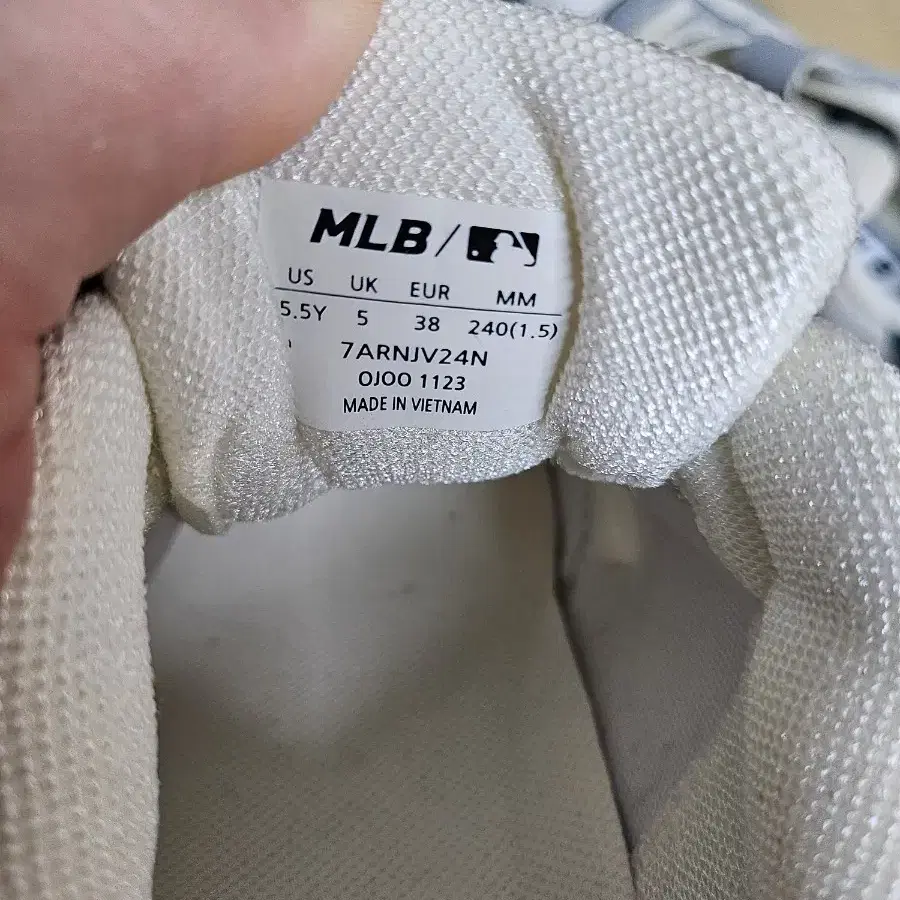 MLB/
US UK EUR MM
5.5Y 5 38 240(1.5)
7ARNJV24N
OJOO 1123
MADE IN VIETNAM